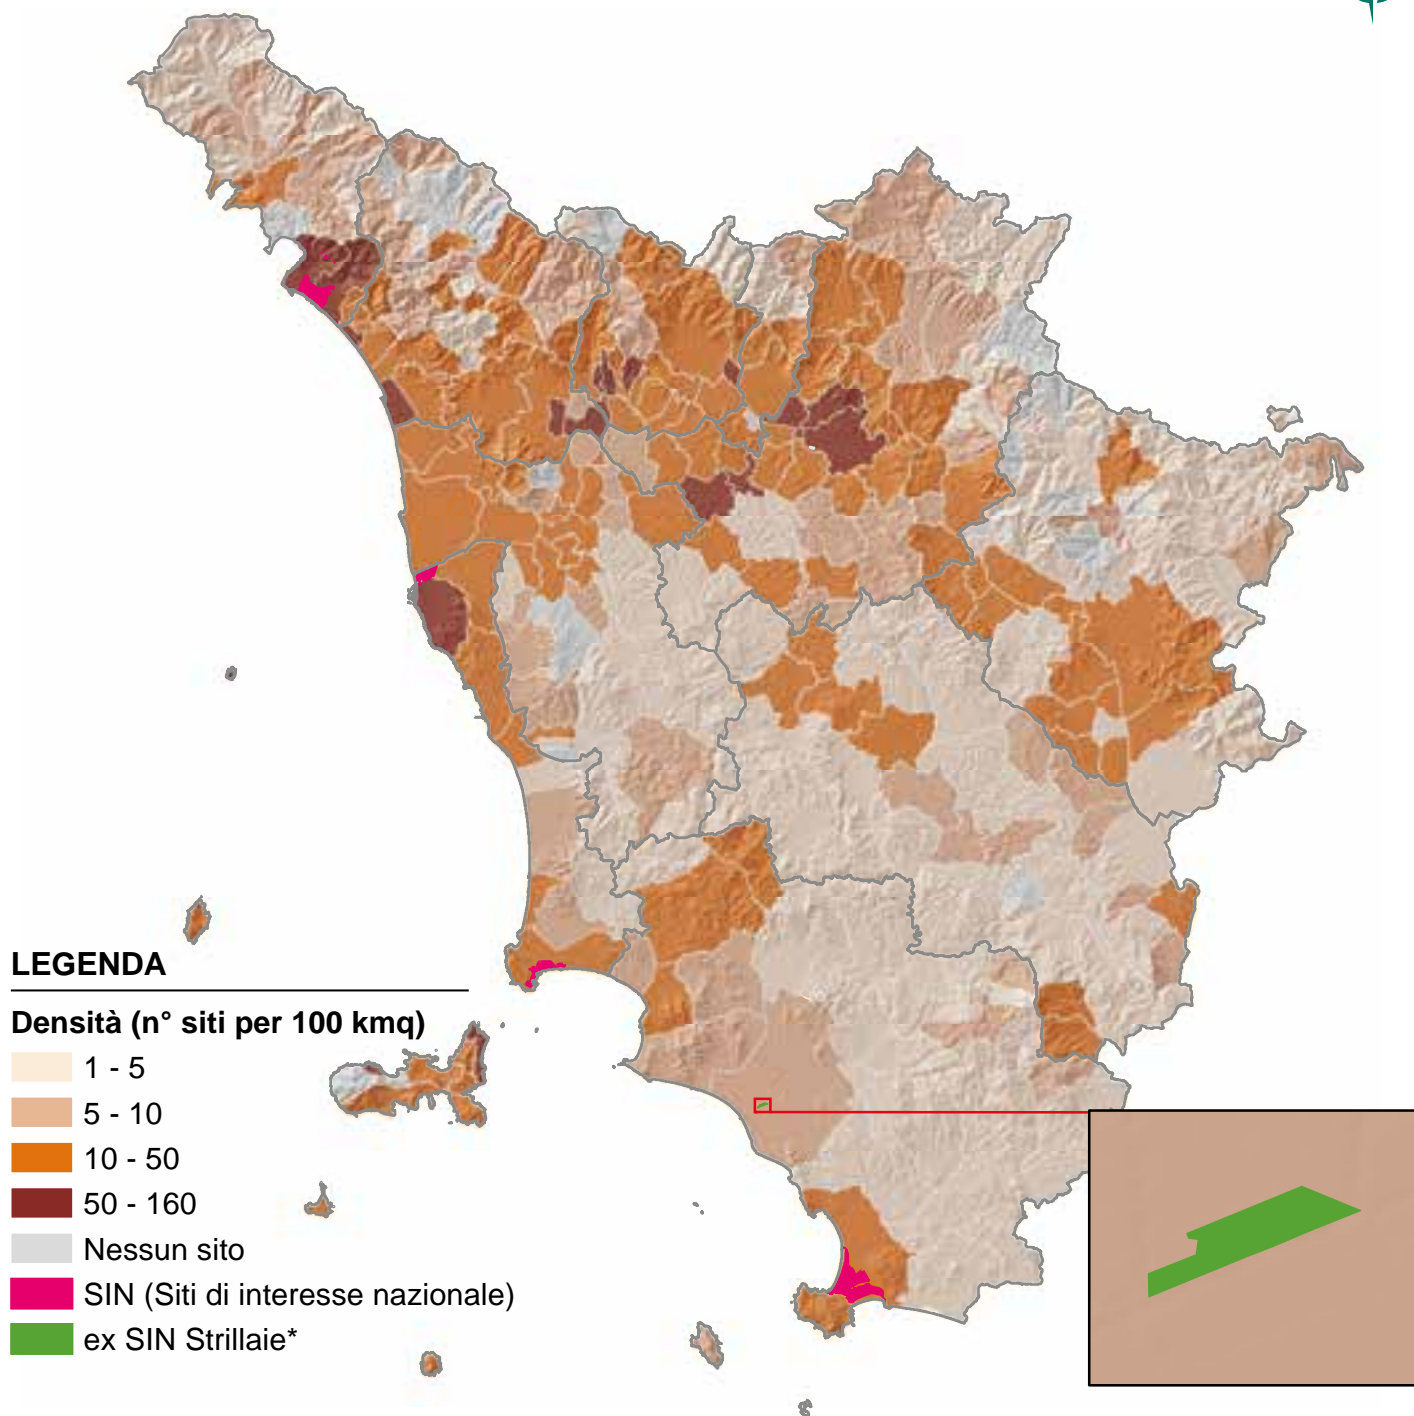 LEGENDA
Densità (n° siti per 100 kmq)
1 - 5
5 - 10
10 - 50
50 - 160
Nessun sito
SIN (Siti di interesse nazionale)
ex SIN Strillaie*